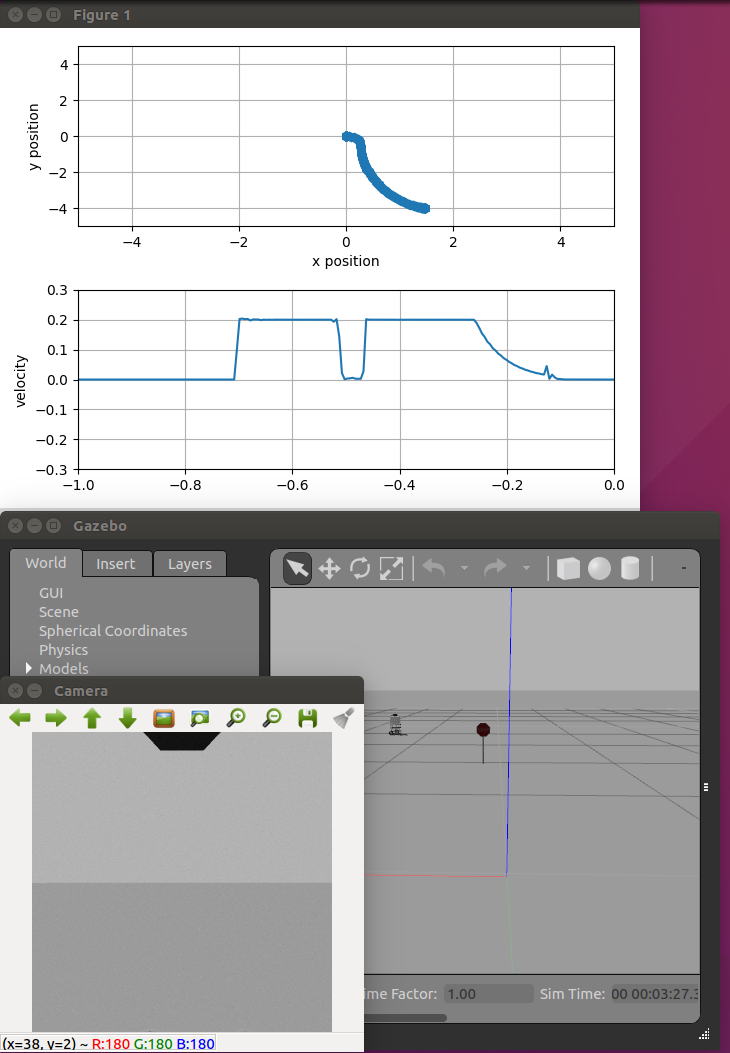 Figure 1
4
2
0
−2
−4
y position
−4
−2
0
2
4
x position
0.3
0.2
0.1
0.0
−0.1
−0.2
−0.3
velocity
−1.0
−0.8
−0.6
−0.4
−0.2
0.0
Gazebo
World
Insert
Layers
GUI
Scene
Spherical Coordinates
Physics
Models
Camera
ime Factor: 1.00 Sim Time: 00 00:03:27.3
(x=38, y=2) ~ R:180 G:180 B:180